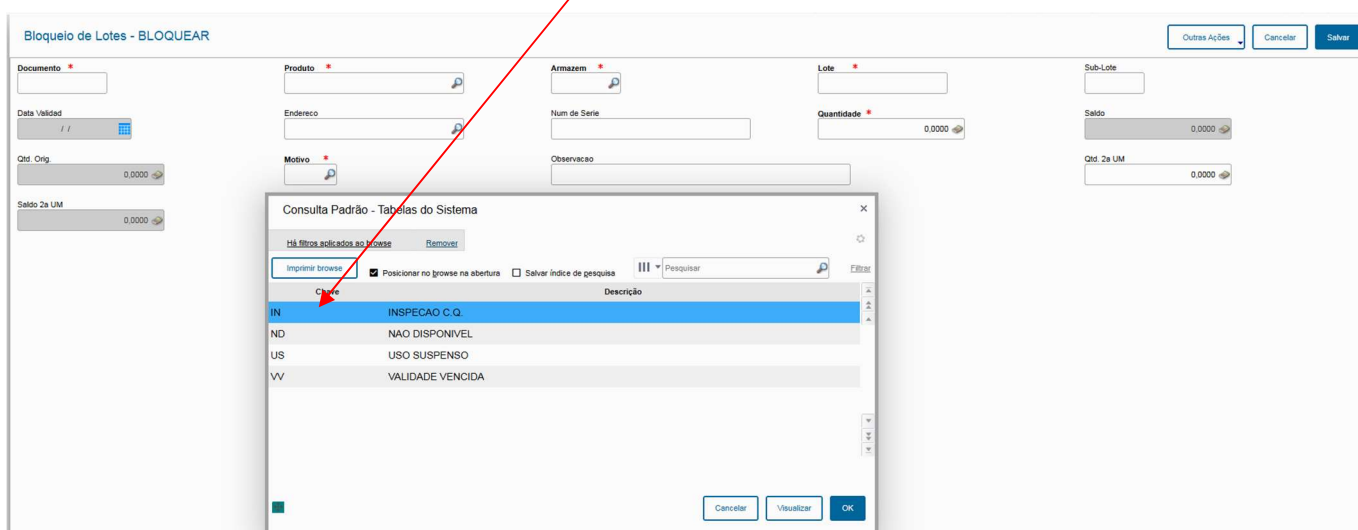 Bloqueio de Lotes - BLOQUEAR
Outras Ações Cancelar Salvar
Documento * Produto * Armazem * Lote * Sub-Lote
Data Validad Endereco Num de Serie Quantidade * Saldo
/ / 0,0000 0,0000
Qtd. Orig. Motivo * Observacao Qtd. 2a UM
0,0000 0,0000
Saldo 2a UM
0,0000
Consulta Padrão - Tabelas do Sistema ×
Há filtros aplicados ao browse Remover
Imprimir browse Posicionar no browse na abertura Salvar índice de pesquisa Pesquisar Filtrar
Chave Descrição
IN INSPECAO C.Q.
ND NAO DISPONIVEL
US USO SUSPENSO
VV VALIDADE VENCIDA
Cancelar Visualizar OK